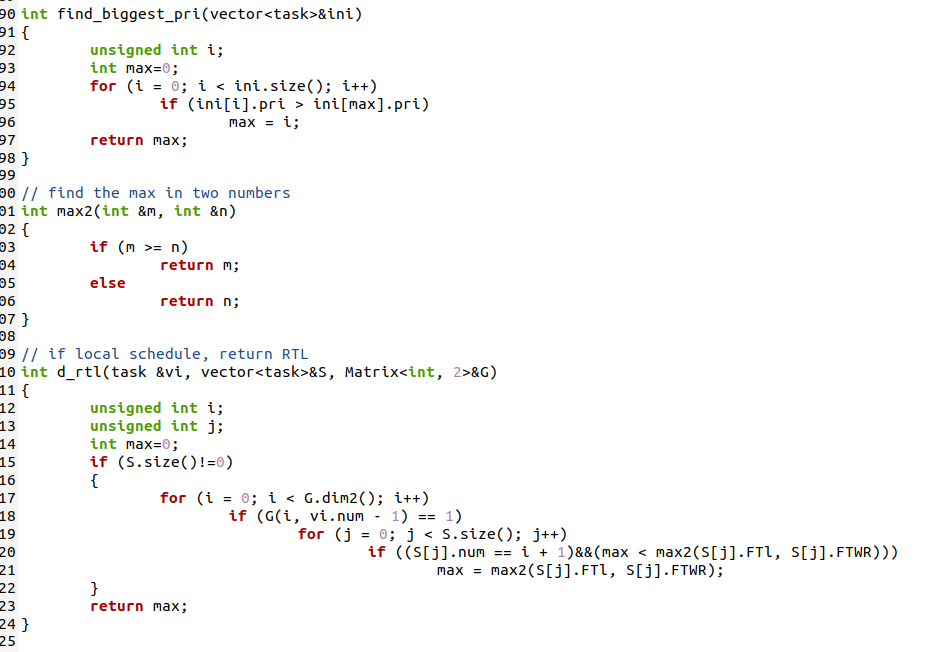 90 int find_biggest_pri(vector<task>&ini)
91 {
92         unsigned int i;
93         int max=0;
94         for (i = 0; i < ini.size(); i++)
95                 if (ini[i].pri > ini[max].pri)
96                         max = i;
97         return max;
98 }
99
00 // find the max in two numbers
01 int max2(int &m, int &n)
02 {
03         if (m >= n)
04                 return m;
05         else
06                 return n;
07 }
08
09 // if local schedule, return RTL
10 int d_rtl(task &vi, vector<task>&S, Matrix<int, 2>&G)
11 {
12         unsigned int i;
13         unsigned int j;
14         int max=0;
15         if (S.size()!=0)
16         {
17                 for (i = 0; i < G.dim2(); i++)
18                         if (G(i, vi.num - 1) == 1)
19                                 for (j = 0; j < S.size(); j++)
20                                         if ((S[j].num == i + 1)&&(max < max2(S[j].FTl, S[j].FTWR)))
21                                                 max = max2(S[j].FTl, S[j].FTWR);
22         }
23         return max;
24 }
25